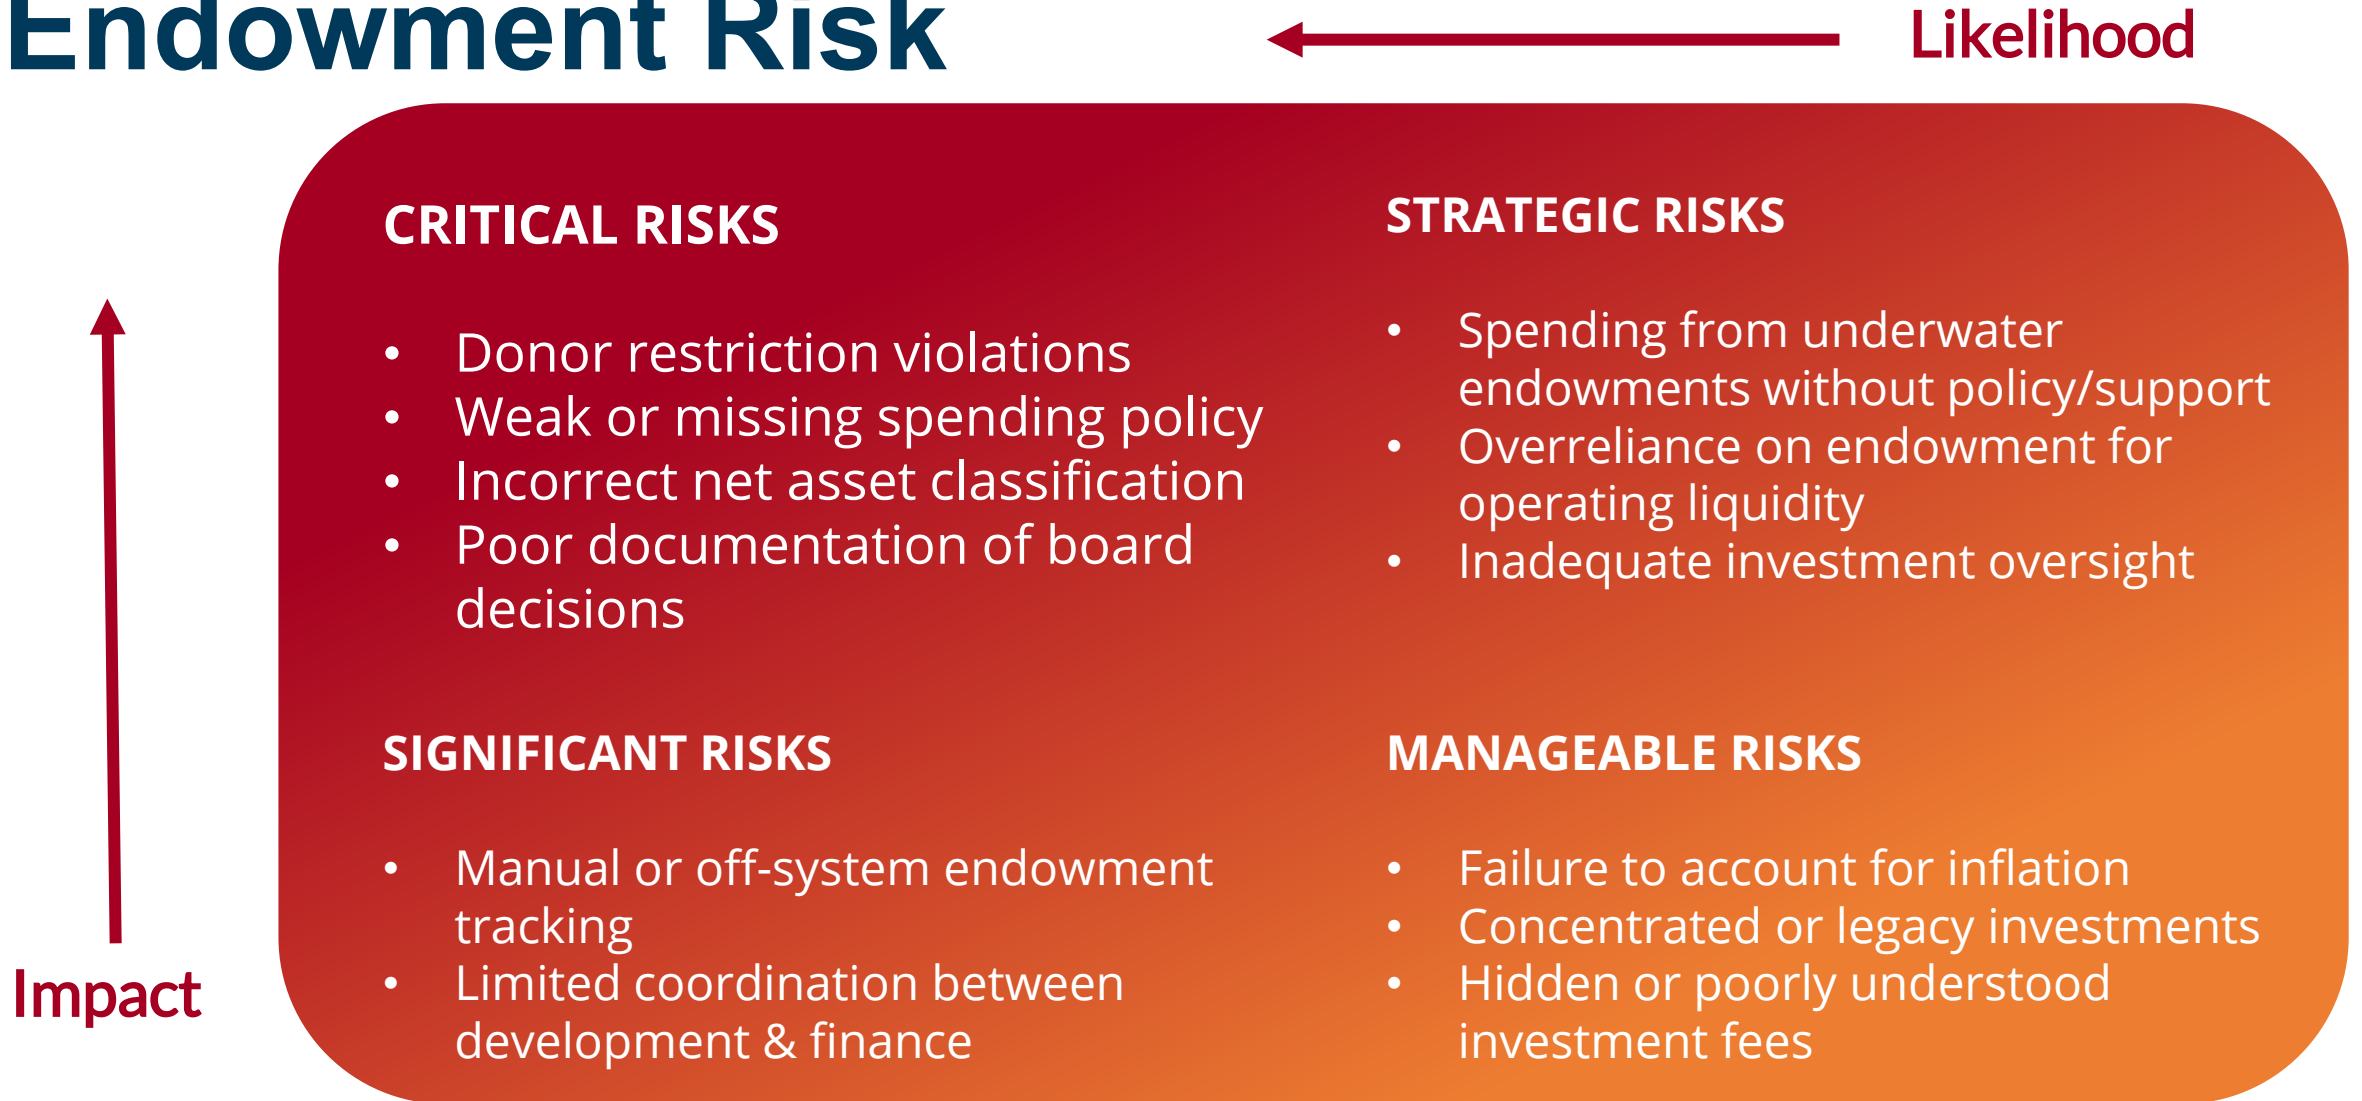 Endowment Risk
Likelihood
CRITICAL RISKS
• Donor restriction violations
• Weak or missing spending policy
• Incorrect net asset classification
• Poor documentation of board
decisions
STRATEGIC RISKS
• Spending from underwater
endowments without policy/support
• Overreliance on endowment for
operating liquidity
• Inadequate investment oversight
Impact
SIGNIFICANT RISKS
• Manual or off-system endowment
tracking
• Limited coordination between
development & finance
MANAGEABLE RISKS
• Failure to account for inflation
• Concentrated or legacy investments
• Hidden or poorly understood
investment fees